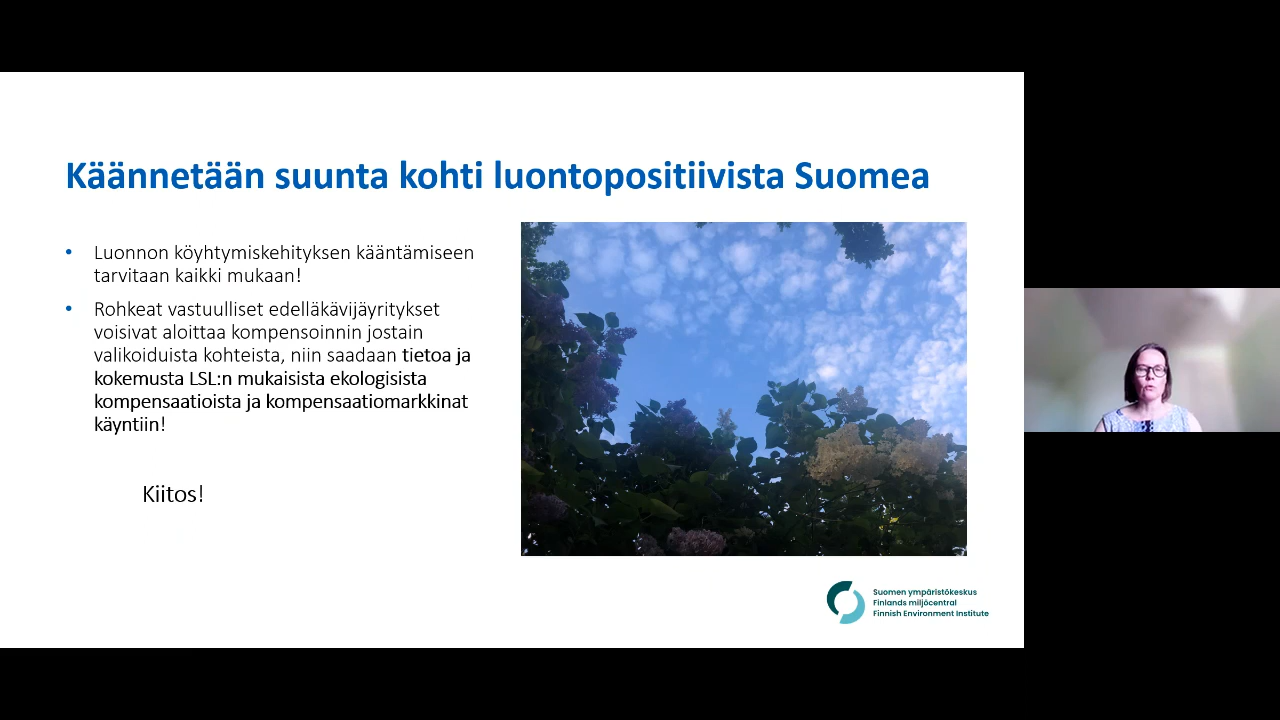 Käännetään suunta kohti luontopositiivista Suomea
• Luonnon köyhtymiskehityksen kääntämiseen
tarvitaan kaikki mukaan!
• Rohkeat vastuulliset edelläkävijäyritykset
voisivat aloittaa kompensoinnin jostain
valikoiduista kohteista, niin saadaan tietoa ja
kokemusta LSL:n mukaisista ekologisista
kompensaatioista ja kompensaatiomarkkinat
käyntiin!
Kiitos!
Suomen ympäristökeskus
Finlands miljöcentral
Finnish Environment Institute